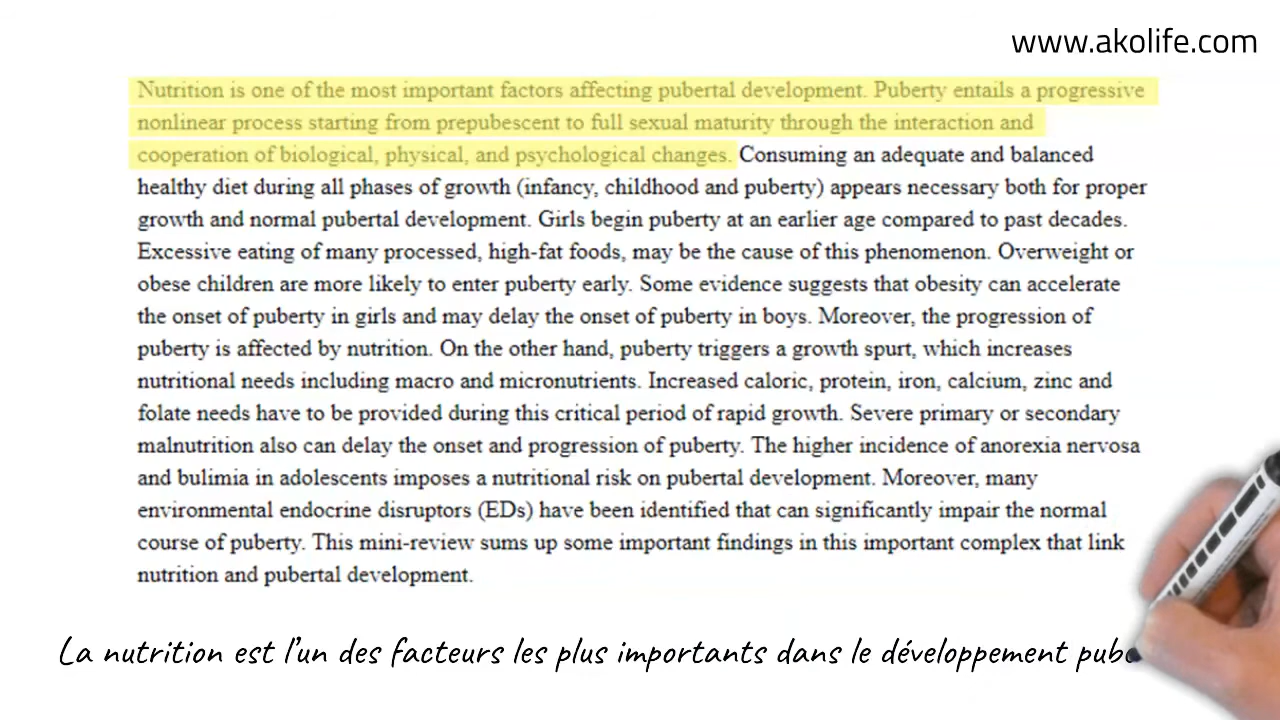 www.akolife.com
Nutrition is one of the most important factors affecting pubertal development. Puberty entails a progressive
nonlinear process starting from prepubescent to full sexual maturity through the interaction and
cooperation of biological, physical, and psychological changes. Consuming an adequate and balanced
healthy diet during all phases of growth (infancy, childhood and puberty) appears necessary both for proper
growth and normal pubertal development. Girls begin puberty at an earlier age compared to past decades.
Excessive eating of many processed, high-fat foods, may be the cause of this phenomenon. Overweight or
obese children are more likely to enter puberty early. Some evidence suggests that obesity can accelerate
the onset of puberty in girls and may delay the onset of puberty in boys. Moreover, the progression of
puberty is affected by nutrition. On the other hand, puberty triggers a growth spurt, which increases
nutritional needs including macro and micronutrients. Increased caloric, protein, iron, calcium, zinc and
folate needs have to be provided during this critical period of rapid growth. Severe primary or secondary
malnutrition also can delay the onset and progression of puberty. The higher incidence of anorexia nervosa
and bulimia in adolescents imposes a nutritional risk on pubertal development. Moreover, many
environmental endocrine disruptors (EDs) have been identified that can significantly impair the normal
course of puberty. This mini-review sums up some important findings in this important complex that link
nutrition and pubertal development.
La nutrition est l'un des facteurs les plus importants dans le développement pub